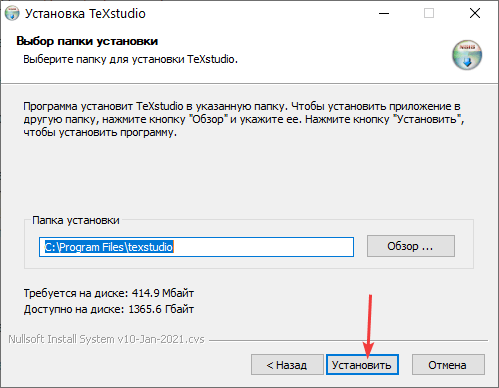 Установка TeXstudio
Выбор папки установки
Выберите папку для установки TeXstudio.
Программа установит TeXstudio в указанную папку. Чтобы установить приложение в
другую папку, нажмите кнопку "Обзор" и укажите ее. Нажмите кнопку "Установить",
чтобы установить программу.
Папка установки
C:\Program Files\texstudio
Обзор ...
Требуется на диске: 414.9 Мбайт
Доступно на диске: 1365.6 Гбайт
Nullsoft Install System v10-Jan-2021.cvs
< Назад
Установить
Отмена